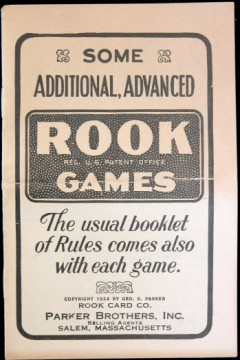 SOME
ADDITIONAL, ADVANCED
ROOK
REG. U.S. PATENT OFFICE
GAMES
The usual booklet
of Rules comes also
with each game.
COPYRIGHT 1924 BY GEO. S. PARKER
ROOK CARD CO.
PARKER BROTHERS, INC.
SELLING AGENTS
SALEM, MASSACHUSETTS